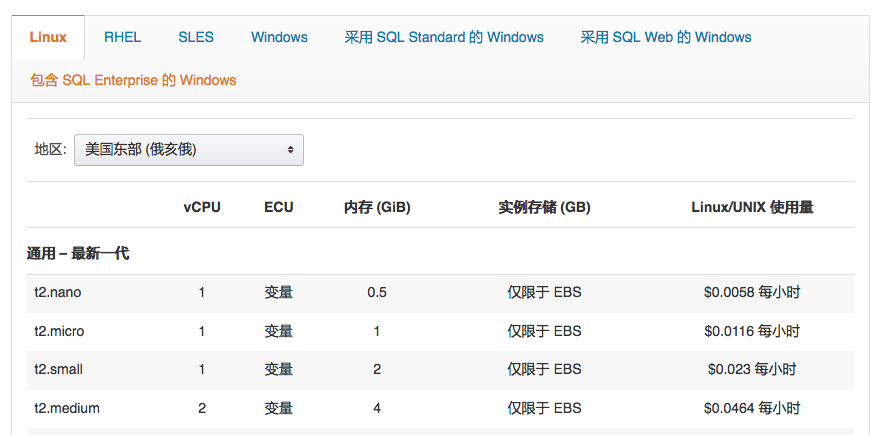 Linux RHEL SLES Windows 采用 SQL Standard 的 Windows 采用 SQL Web 的 Windows
包含 SQL Enterprise 的 Windows
地区: 美国东部 (俄亥俄)
vCPU ECU 内存 (GiB) 实例存储 (GB) Linux/UNIX 使用量
通用 – 最新一代
t2.nano 1 变量 0.5 仅限于 EBS $0.0058 每小时
t2.micro 1 变量 1 仅限于 EBS $0.0116 每小时
t2.small 1 变量 2 仅限于 EBS $0.023 每小时
t2.medium 2 变量 4 仅限于 EBS $0.0464 每小时